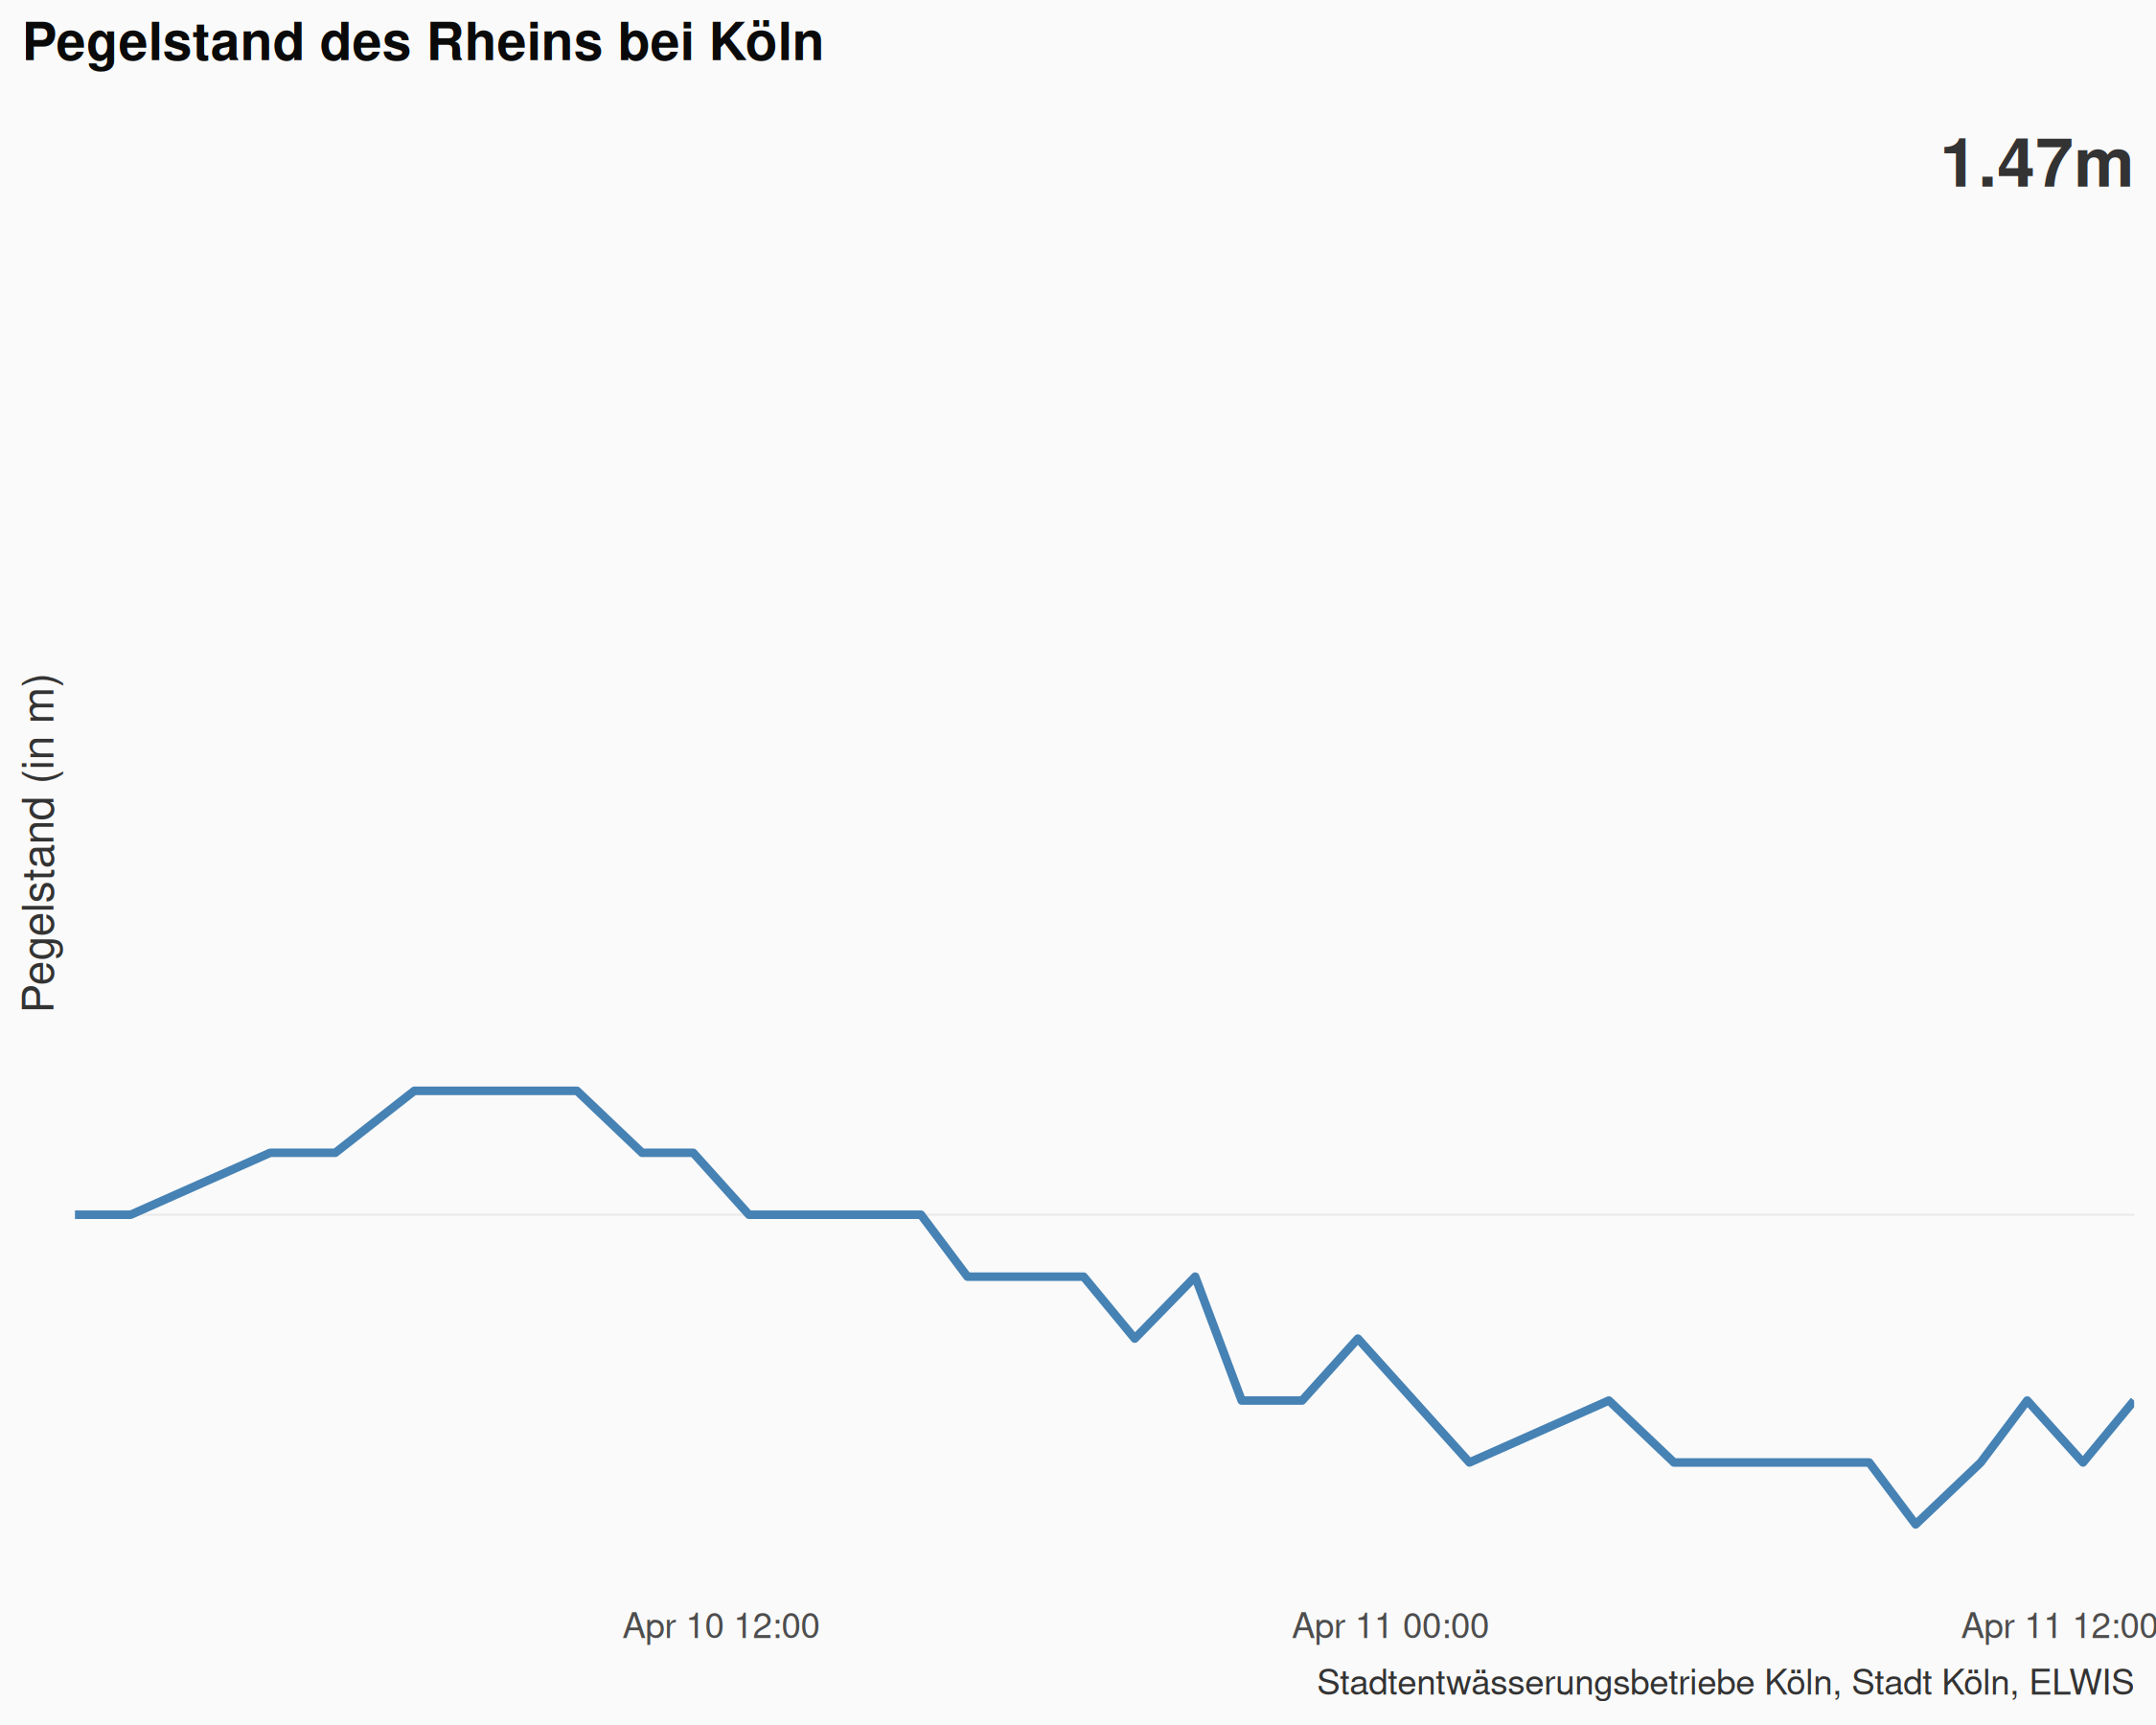 Pegelstand des Rheins bei Köln
1.47m
Pegelstand (in m)
Apr 10 12:00 Apr 11 00:00 Apr 11 12:00
Stadtentwässerungsbetriebe Köln, Stadt Köln, ELWIS